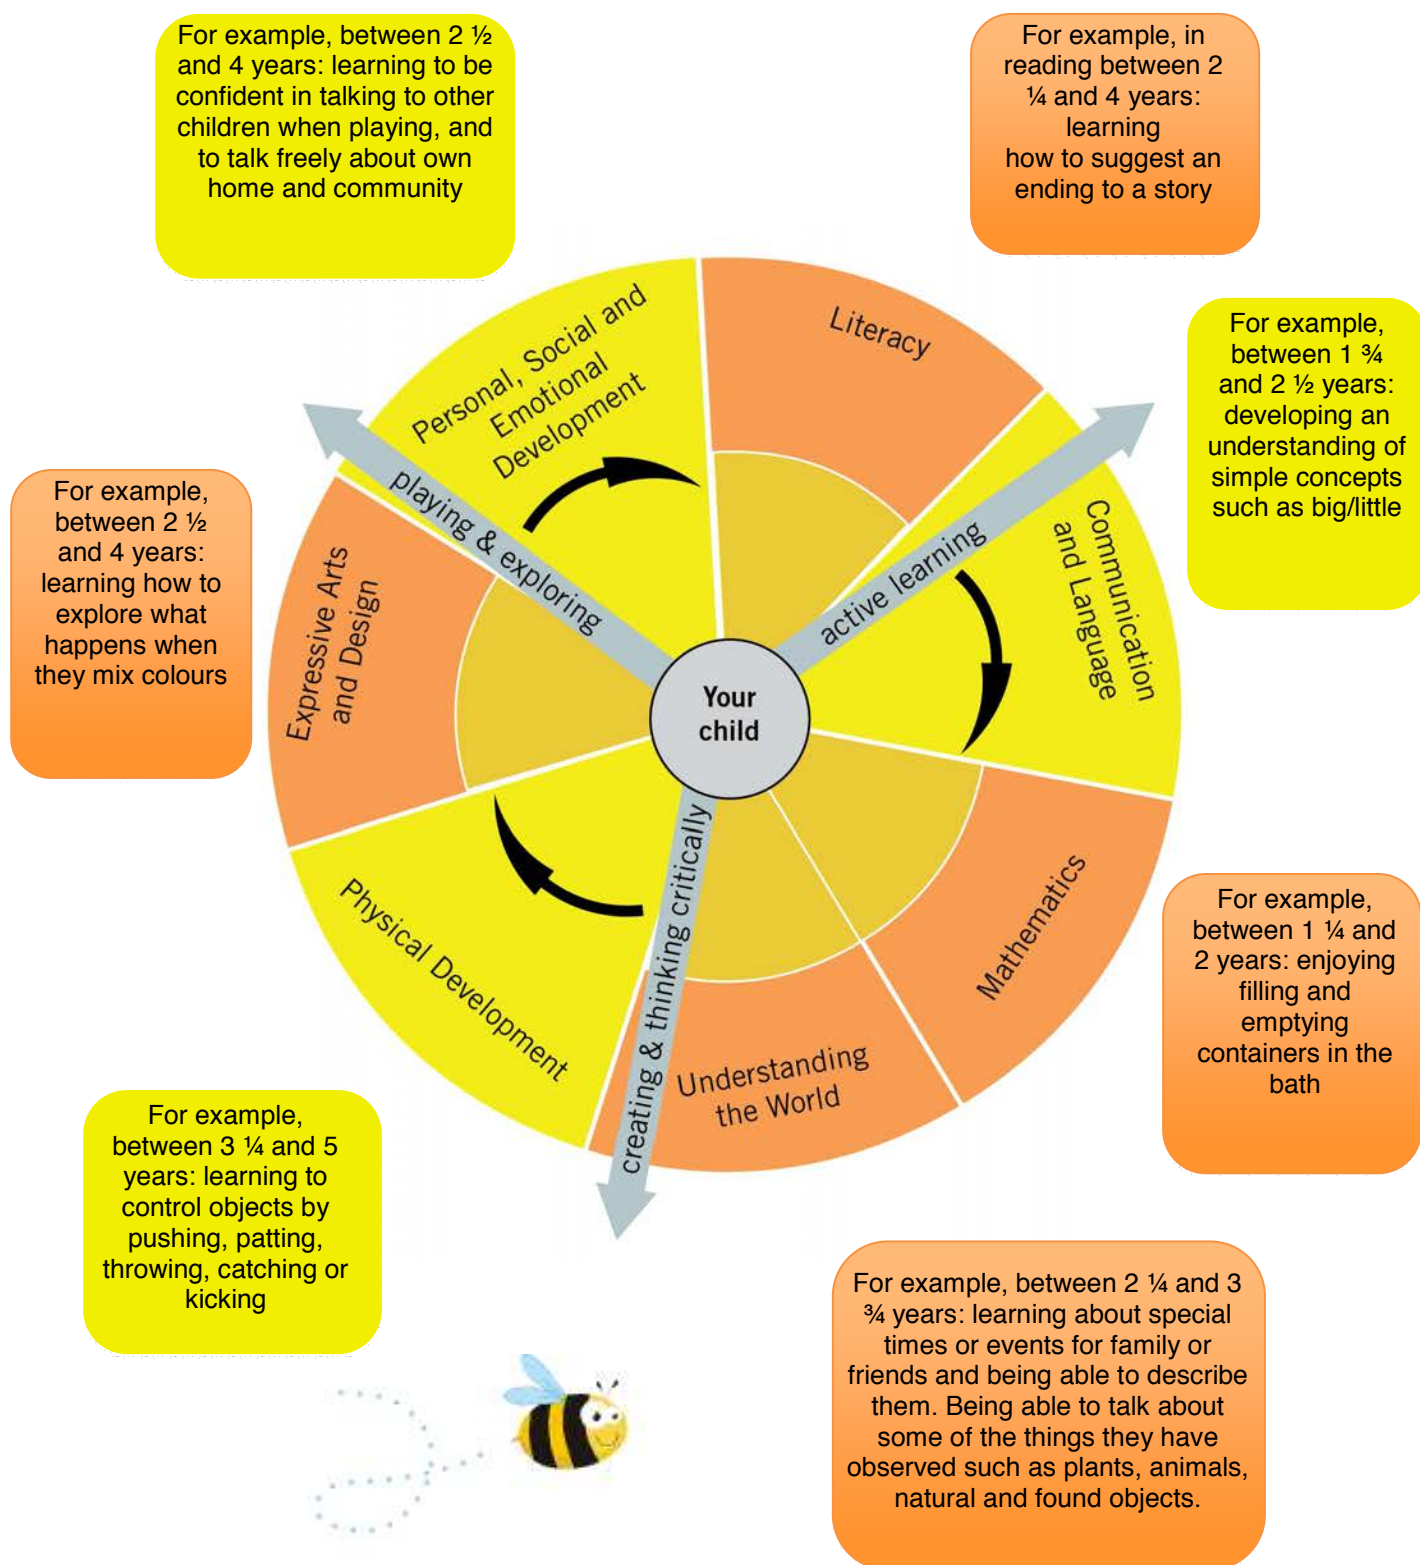 For example, between 2 ½
and 4 years: learning to be
confident in talking to other
children when playing, and
to talk freely about own
home and community
For example, in
reading between 2
¼ and 4 years:
learning
how to suggest an
ending to a story
For example,
between 1 ¾
and 2 ½ years:
developing an
understanding of
simple concepts
such as big/little
For example,
between 2 ½
and 4 years:
learning how to
explore what
happens when
they mix colours
Personal, Social and
Emotional
Development
Literacy
Communication
and Language
Expressive Arts
and Design
playing & exploring
active learning
Your
child
creating & thinking critically
Physical Development
Mathematics
Understanding
the World
For example,
between 1 ¼ and
2 years: enjoying
filling and
emptying
containers in the
bath
For example,
between 3 ¼ and 5
years: learning to
control objects by
pushing, patting,
throwing, catching or
kicking
For example, between 2 ¼ and 3
¾ years: learning about special
times or events for family or
friends and being able to describe
them. Being able to talk about
some of the things they have
observed such as plants, animals,
natural and found objects.